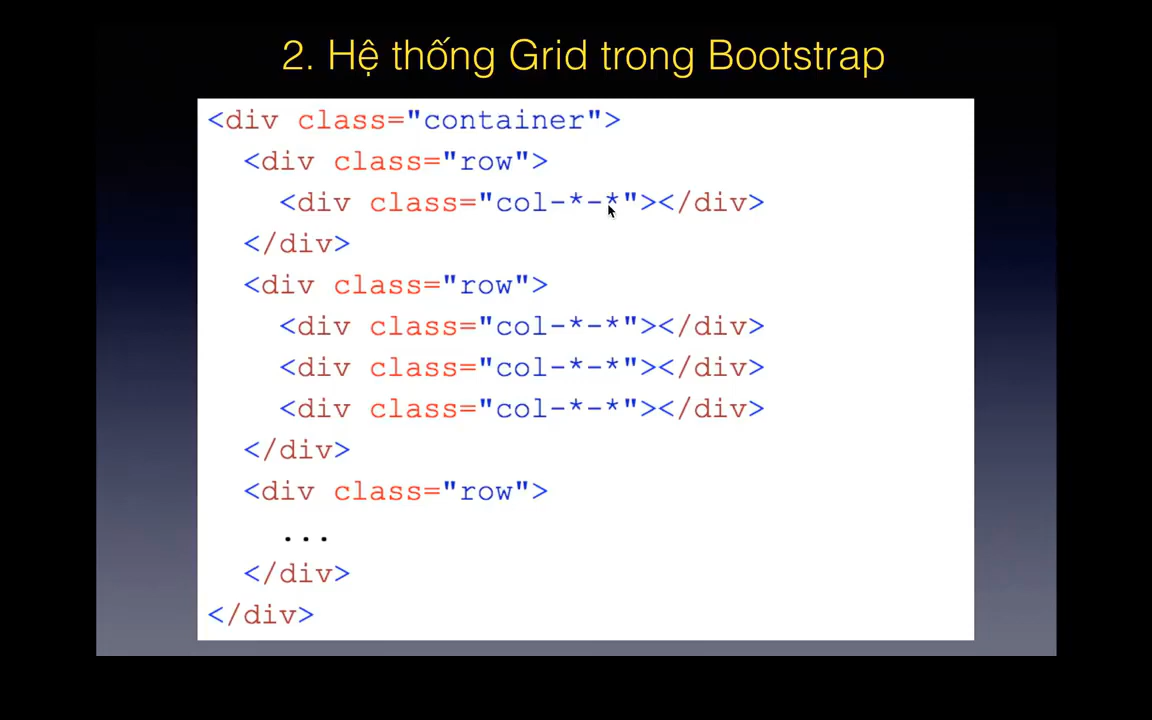 2. Hệ thống Grid trong Bootstrap
<div class="container">
  <div class="row">
    <div class="col-*-*"></div>
  </div>
  <div class="row">
    <div class="col-*-*"></div>
    <div class="col-*-*"></div>
    <div class="col-*-*"></div>
  </div>
  <div class="row">
    ...
  </div>
</div>